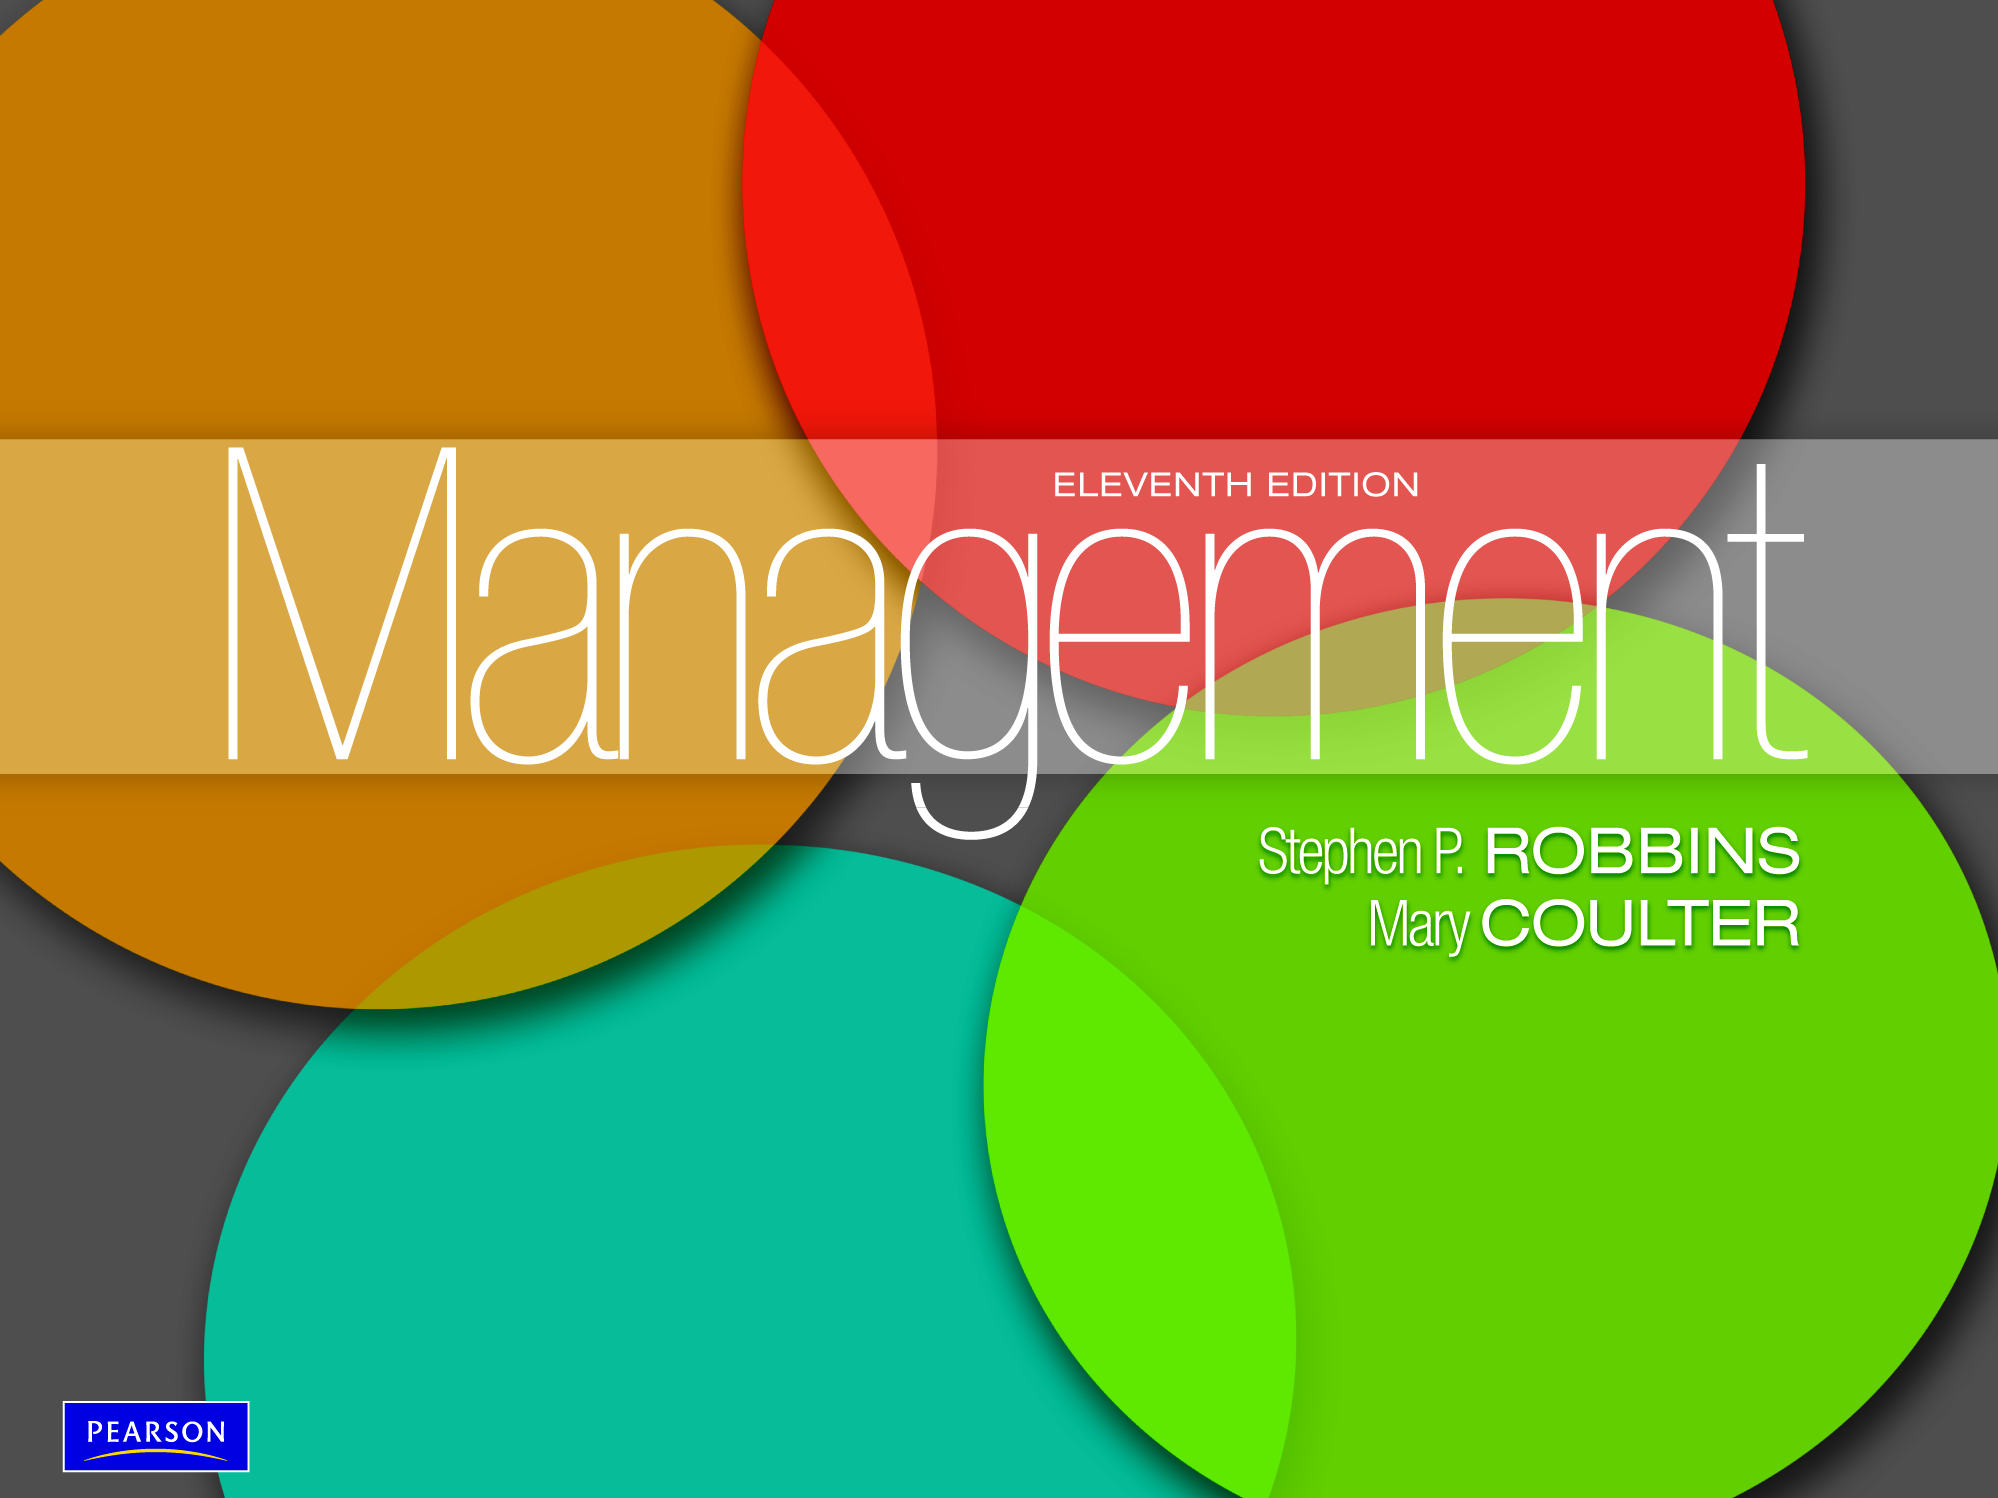 ELEVENTH EDITION
Management
Stephen P. ROBBINS
Mary COULTER
PEARSON